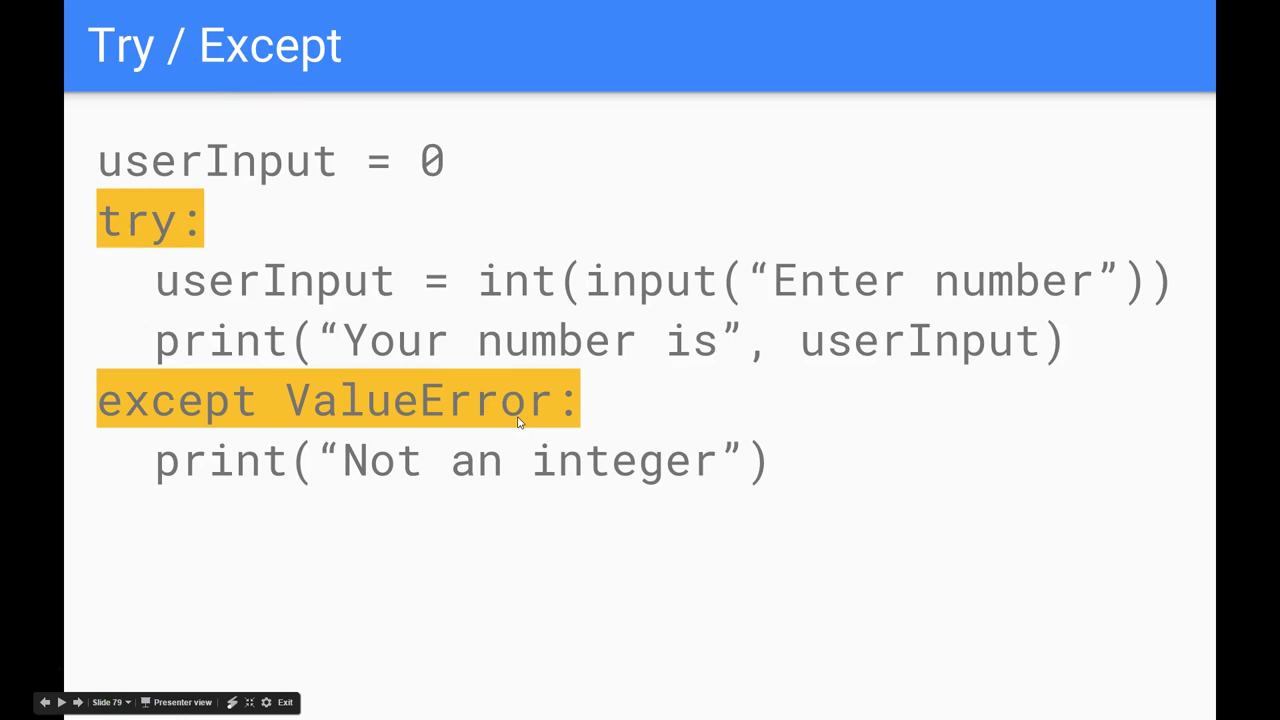 Try / Except
userInput = 0
try:
userInput = int(input(“Enter number”))
print(“Your number is”, userInput)
except ValueError:
print(“Not an integer”)
Slide 79 Presenter view Exit